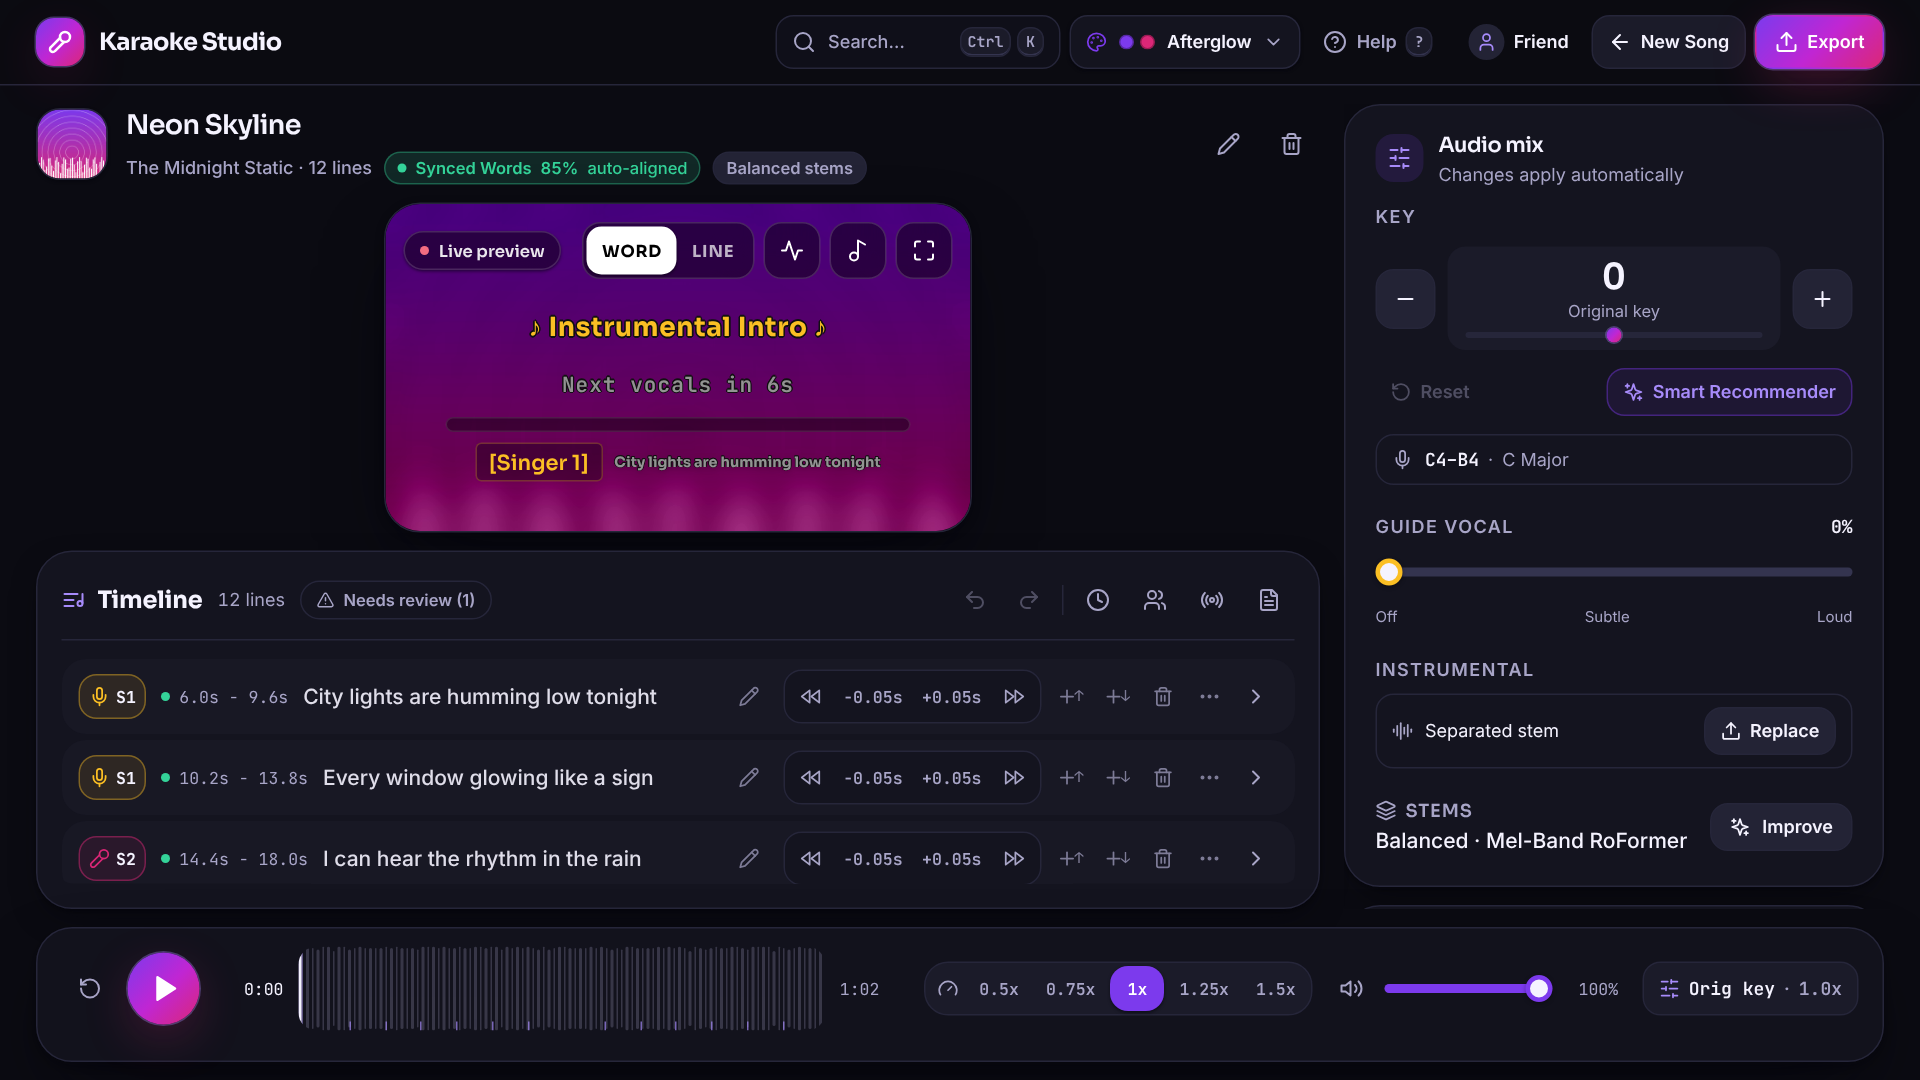 Karaoke Studio
Search... Ctrl K
Afterglow
Help ?
Friend
New Song
Export
Neon Skyline
The Midnight Static · 12 lines
Synced Words 85% auto-aligned
Balanced stems
Live preview
WORD LINE
♪ Instrumental Intro ♪
Next vocals in 6s
[Singer 1] City lights are humming low tonight
Timeline 12 lines
Needs review (1)
S1 6.0s - 9.6s City lights are humming low tonight -0.05s +0.05s
S1 10.2s - 13.8s Every window glowing like a sign -0.05s +0.05s
S2 14.4s - 18.0s I can hear the rhythm in the rain -0.05s +0.05s
Audio mix
Changes apply automatically
KEY
0
Original key
Reset
Smart Recommender
C4–B4 · C Major
GUIDE VOCAL 0%
Off Subtle Loud
INSTRUMENTAL
Separated stem Replace
STEMS
Balanced · Mel-Band RoFormer
Improve
0:00 1:02
0.5x 0.75x 1x 1.25x 1.5x
100%
Orig key · 1.0x